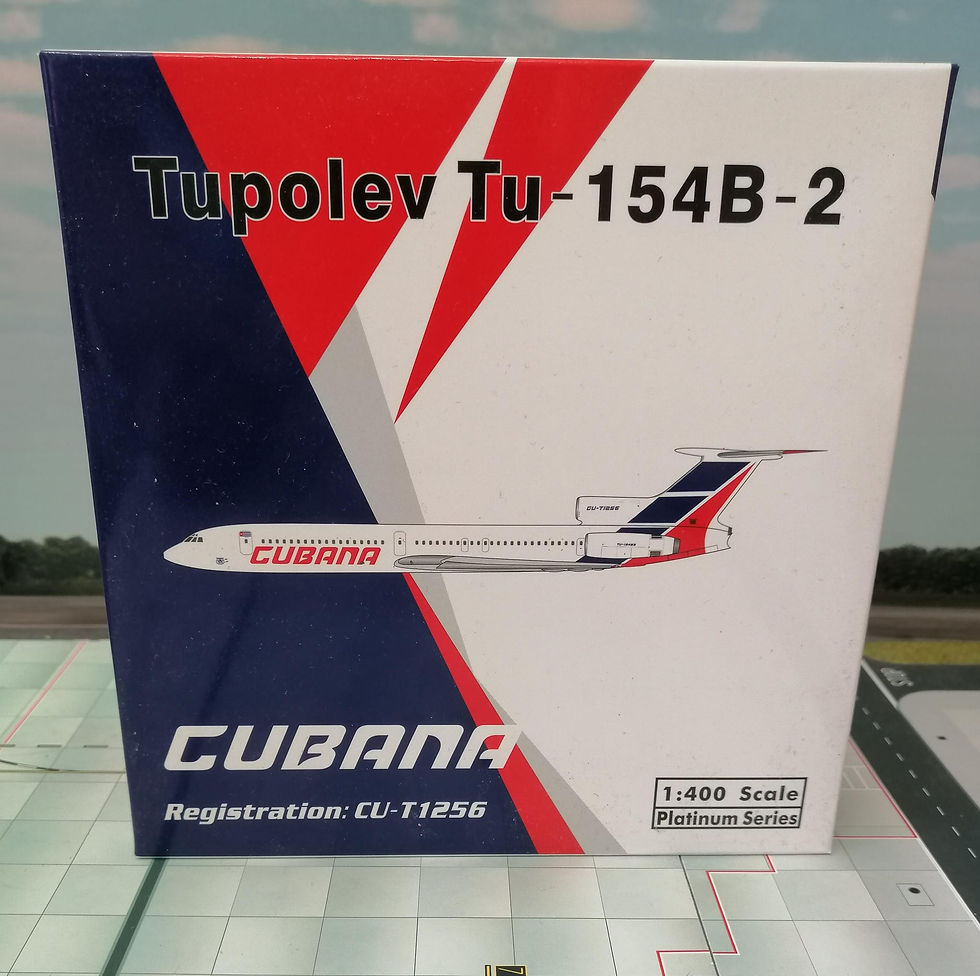 Tupolev Tu-154B-2
CU-T1256
CUBANA
CUBANA
Registration: CU-T1256
1:400 Scale
Platinum Series